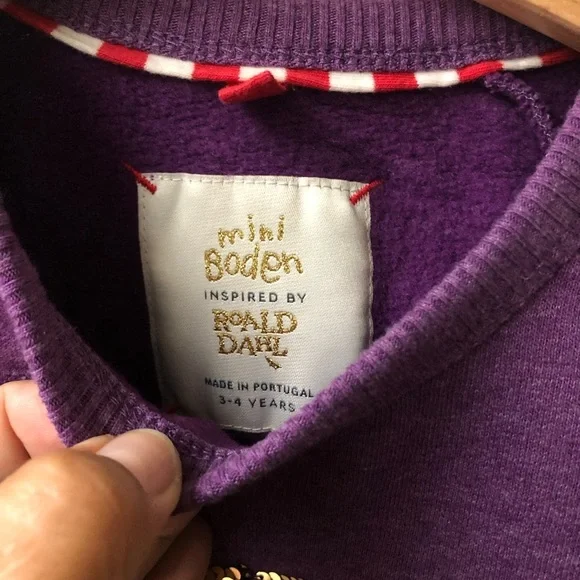 mini
Boden
INSPIRED BY
ROALD
DAHL
MADE IN PORTUGAL
3-4 YEARS